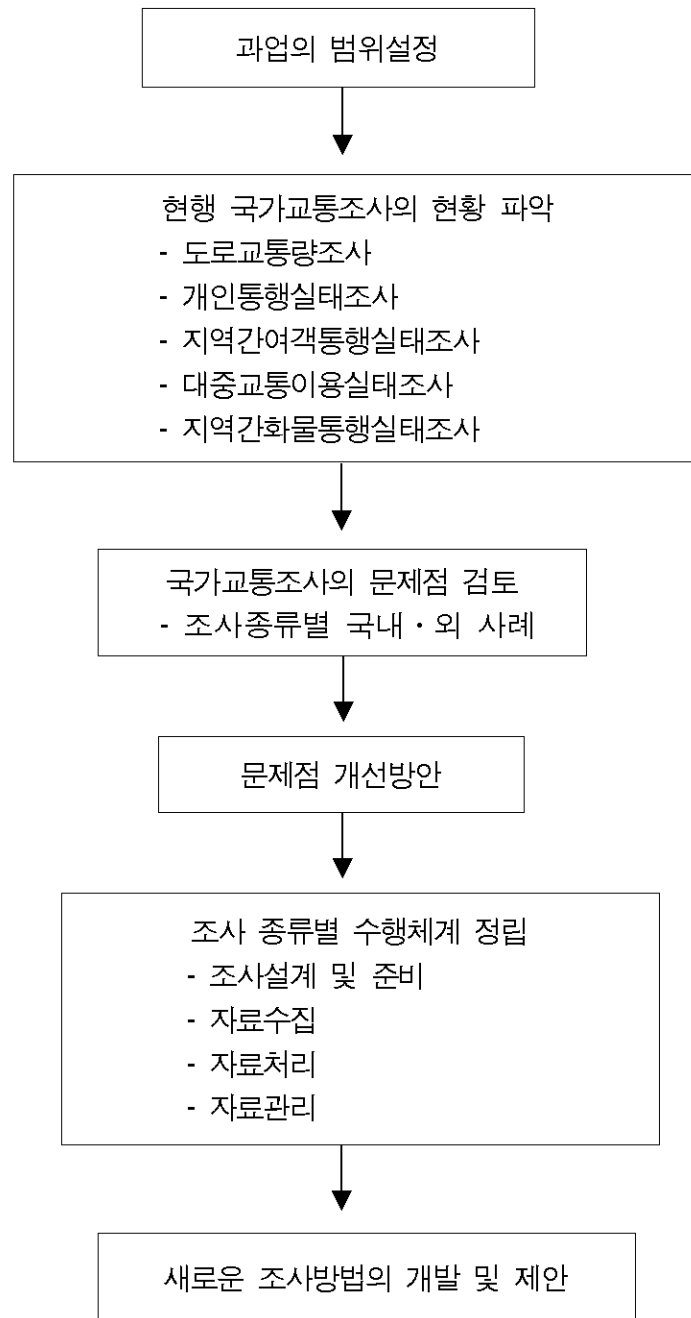 과업의 범위설정
현행 국가교통조사의 현황 파악
- 도로교통량조사
- 개인통행실태조사
- 지역간여객통행실태조사
- 대중교통이용실태조사
- 지역간화물통행실태조사
국가교통조사의 문제점 검토
- 조사종류별 국내・외 사례
문제점 개선방안
조사 종류별 수행체계 정립
- 조사설계 및 준비
- 자료수집
- 자료처리
- 자료관리
새로운 조사방법의 개발 및 제안